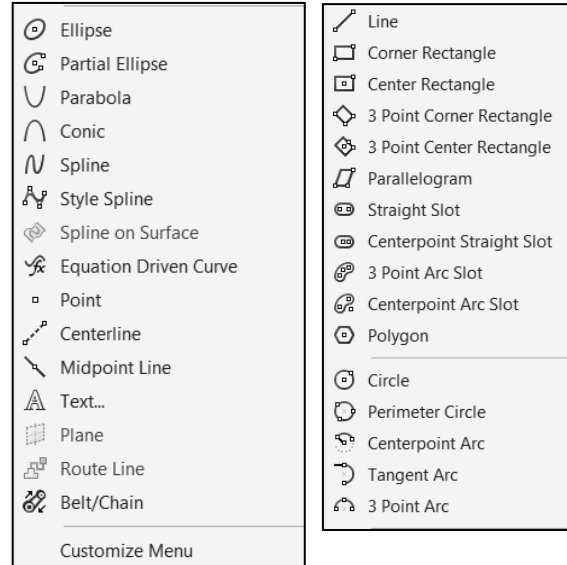 Ellipse
Partial Ellipse
Parabola
Conic
Spline
Style Spline
Spline on Surface
Equation Driven Curve
Point
Centerline
Midpoint Line
Text...
Plane
Route Line
Belt/Chain
Customize Menu
Line
Corner Rectangle
Center Rectangle
3 Point Corner Rectangle
3 Point Center Rectangle
Parallelogram
Straight Slot
Centerpoint Straight Slot
3 Point Arc Slot
Centerpoint Arc Slot
Polygon
Circle
Perimeter Circle
Centerpoint Arc
Tangent Arc
3 Point Arc